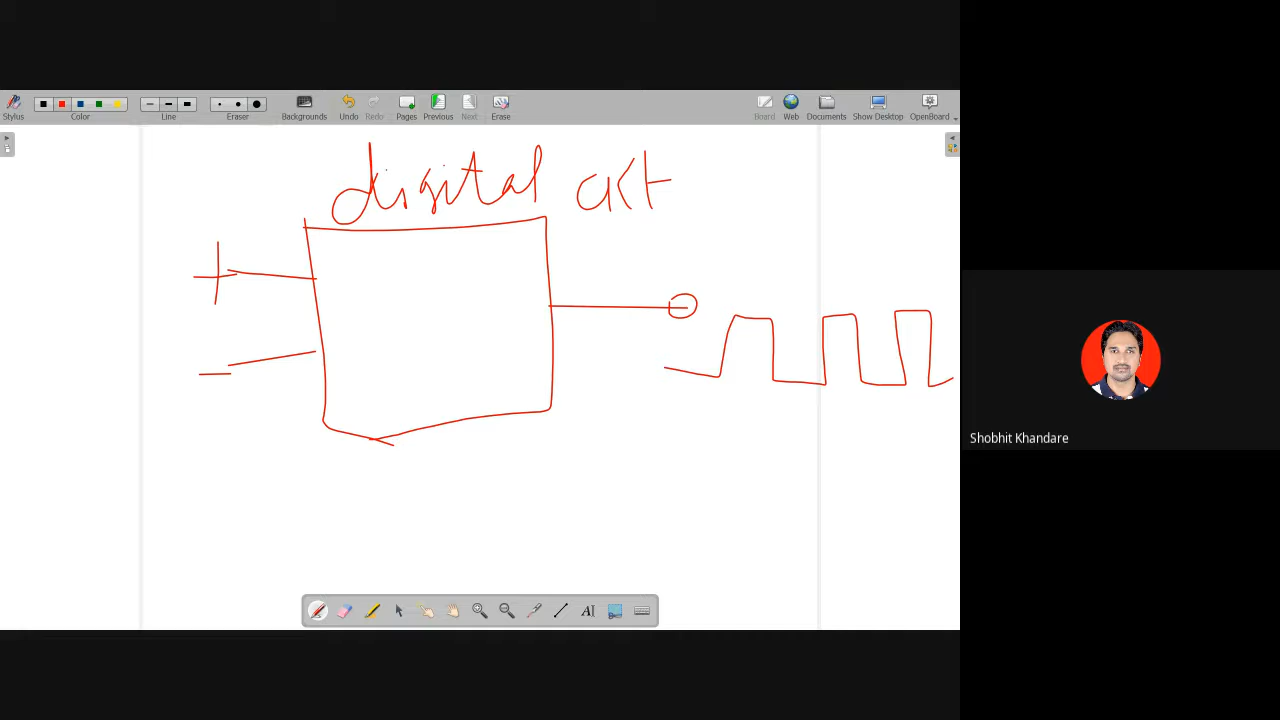 Stylus
Color
Line
Eraser
Backgrounds
Undo
Redo
Pages
Previous
Next
Erase
Board
Web
Documents
Show Desktop
OpenBoard
digital ckt
+
−
AI
Shobhit Khandare